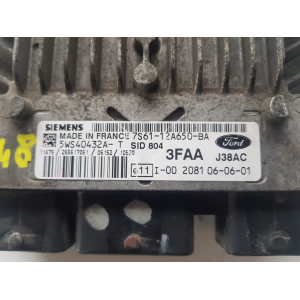 SIEMENS
MADE IN FRANCE 7S61-12A650-BA
5WS40432A- T SID 804
Ford
3FAA J38AC
e11 I-00 2081 06-06-01
48